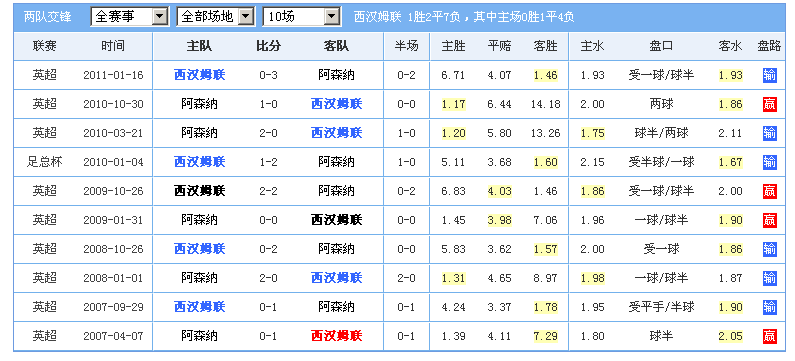 两队交锋 全赛事 全部场地 10场 西汉姆联 1胜2平7负，其中主场0胜1平4负
联赛 时间 主队 比分 客队 半场 主胜 平赔 客胜 主水 盘口 客水 盘路
英超 2011-01-16 西汉姆联 0-3 阿森纳 0-2 6.71 4.07 1.46 1.93 受一球/球半 1.93 输
英超 2010-10-30 阿森纳 1-0 西汉姆联 0-0 1.17 6.44 14.18 2.00 两球 1.86 赢
英超 2010-03-21 阿森纳 2-0 西汉姆联 1-0 1.20 5.80 13.26 1.75 球半/两球 2.11 输
足总杯 2010-01-04 西汉姆联 1-2 阿森纳 1-0 5.11 3.68 1.60 2.15 受半球/一球 1.67 输
英超 2009-10-26 西汉姆联 2-2 阿森纳 0-2 6.83 4.03 1.46 1.86 受一球/球半 2.00 赢
英超 2009-01-31 阿森纳 0-0 西汉姆联 0-0 1.45 3.98 7.06 1.96 一球/球半 1.90 赢
英超 2008-10-26 西汉姆联 0-2 阿森纳 0-0 5.83 3.62 1.57 2.00 受一球 1.86 输
英超 2008-01-01 阿森纳 2-0 西汉姆联 2-0 1.31 4.65 8.97 1.98 一球/球半 1.87 输
英超 2007-09-29 西汉姆联 0-1 阿森纳 0-1 4.24 3.37 1.78 1.95 受平手/半球 1.90 输
英超 2007-04-07 阿森纳 0-1 西汉姆联 0-1 1.39 4.11 7.29 1.80 球半 2.05 赢